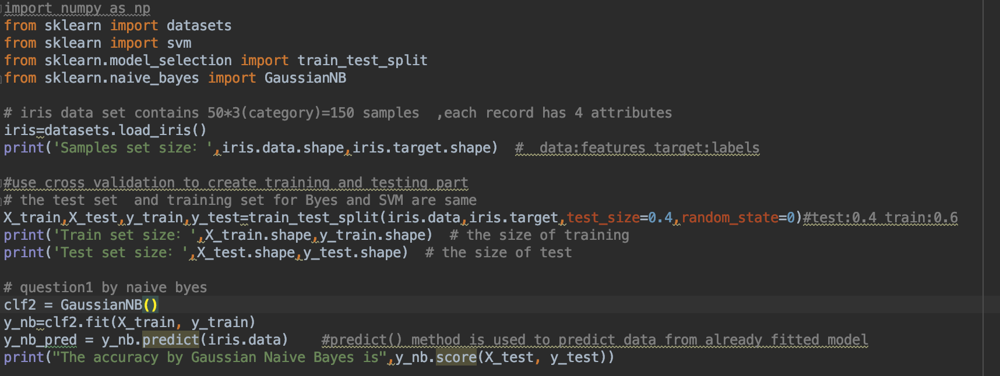 import numpy as np
from sklearn import datasets
from sklearn import svm
from sklearn.model_selection import train_test_split
from sklearn.naive_bayes import GaussianNB
# iris data set contains 50*3(category)=150 samples  ,each record has 4 attributes
iris=datasets.load_iris()
print('Samples set size：',iris.data.shape,iris.target.shape)  #  data:features target:labels
#use cross validation to create training and testing part
# the test set  and training set for Byes and SVM are same
X_train,X_test,y_train,y_test=train_test_split(iris.data,iris.target,test_size=0.4,random_state=0)#test:0.4 train:0.6
print('Train set size：',X_train.shape,y_train.shape)  # the size of training
print('Test set size：',X_test.shape,y_test.shape)  # the size of test
# question1 by naive byes
clf2 = GaussianNB()
y_nb=clf2.fit(X_train, y_train)
y_nb_pred = y_nb.predict(iris.data)    #predict() method is used to predict data from already fitted model
print("The accuracy by Gaussian Naive Bayes is",y_nb.score(X_test, y_test))